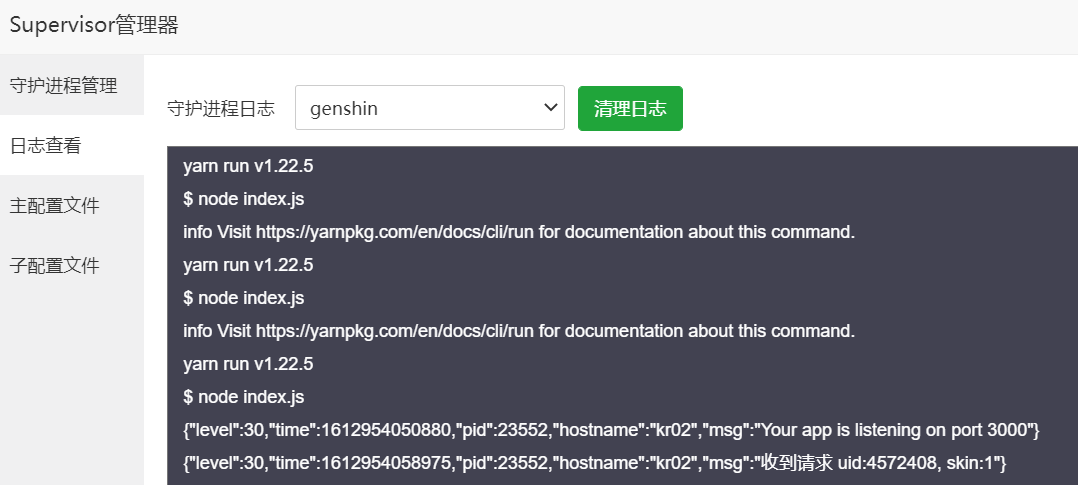 Supervisor管理器
守护进程管理
日志查看
主配置文件
子配置文件
守护进程日志 genshin 清理日志
yarn run v1.22.5
$ node index.js
info Visit https://yarnpkg.com/en/docs/cli/run for documentation about this command.
yarn run v1.22.5
$ node index.js
info Visit https://yarnpkg.com/en/docs/cli/run for documentation about this command.
yarn run v1.22.5
$ node index.js
{"level":30,"time":1612954050880,"pid":23552,"hostname":"kr02","msg":"Your app is listening on port 3000"}
{"level":30,"time":1612954058975,"pid":23552,"hostname":"kr02","msg":"收到请求 uid:4572408, skin:1"}